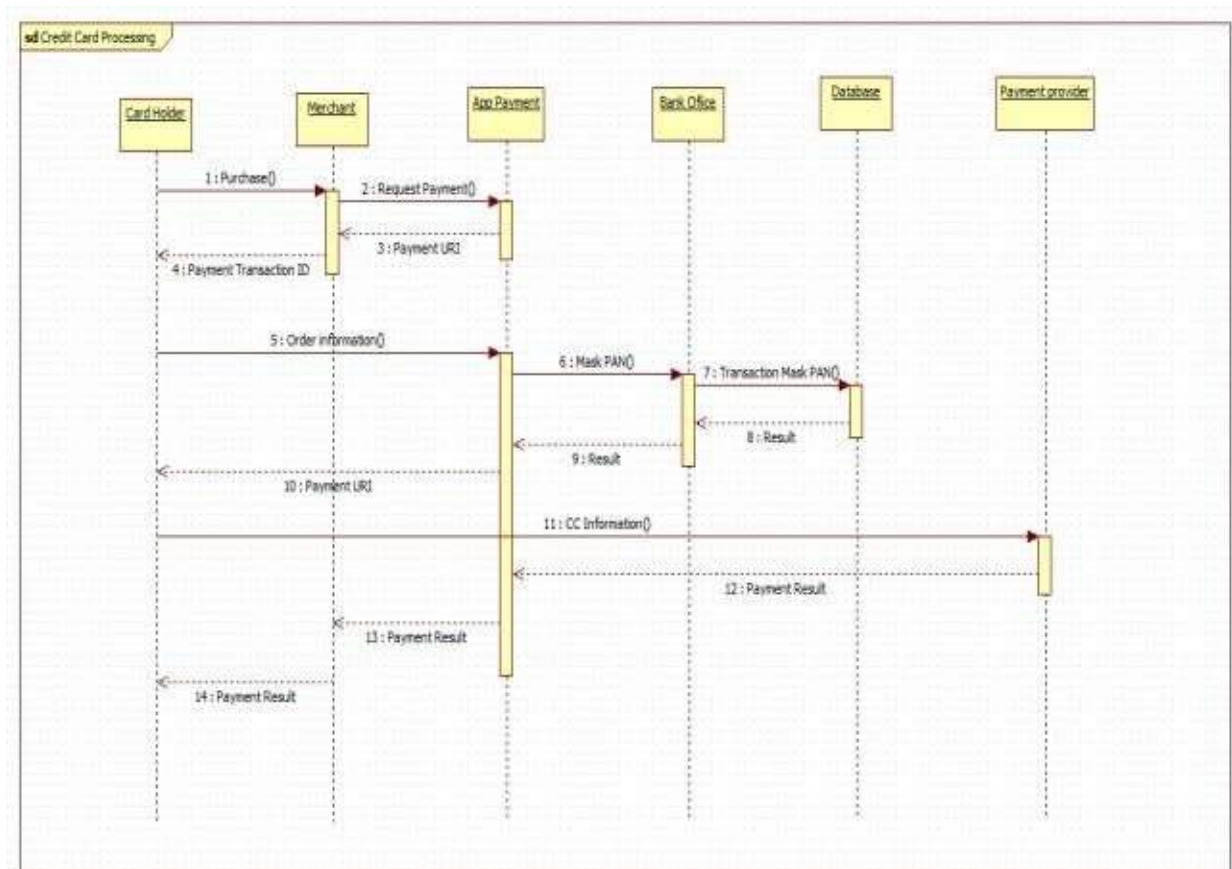 sd Credit Card Processing
Card Holder
Merchant
App Payment
Bank Office
Database
Payment provider
1 : Purchase()
2 : Request Payment()
3 : Payment URI
4 : Payment Transaction ID
5 : Order information()
6 : Mask PAN()
7 : Transaction Mask PAN()
8 : Result
9 : Result
10 : Payment URI
11 : CC Information()
12 : Payment Result
13 : Payment Result
14 : Payment Result